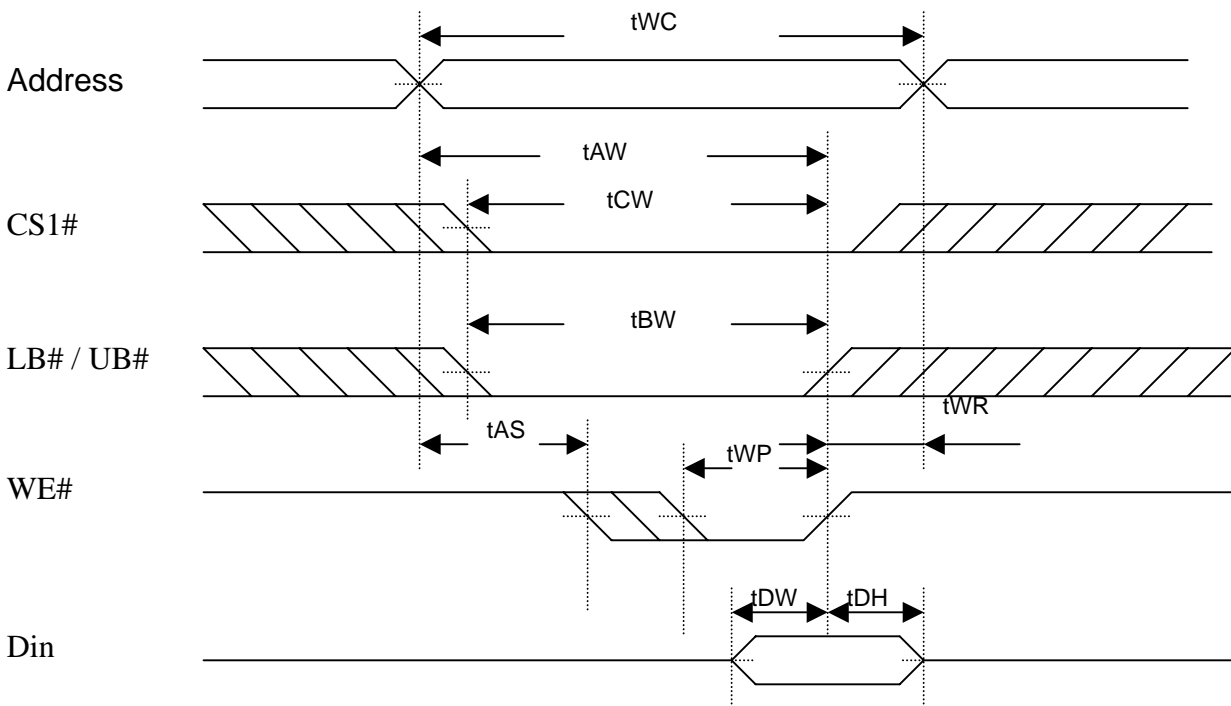 tWC
Address
tAW
tCW
CS1#
tBW
LB# / UB#
tWR
tAS
tWP
WE#
tDW
tDH
Din